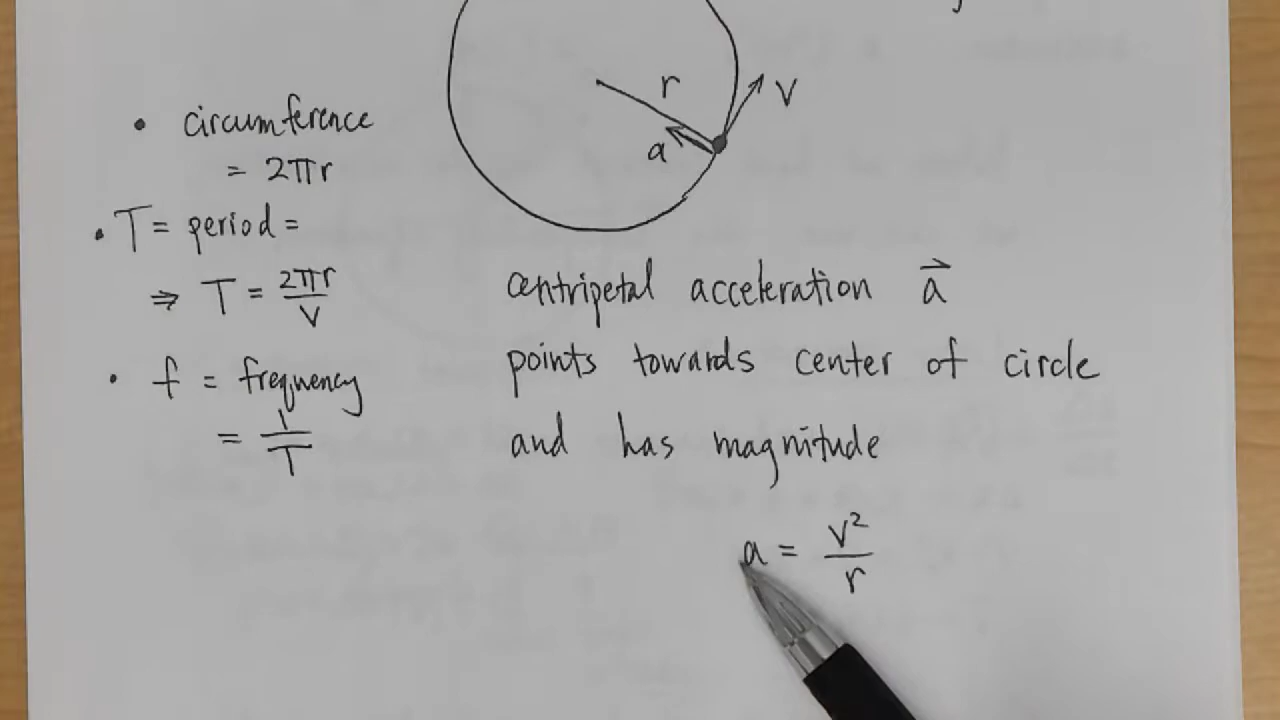 r
V
a
• circumference
= 2πr
• T = period =
⇒ T = 2πr/V
• f = frequency
= 1/T
centripetal acceleration a⃗
points towards center of circle
and has magnitude
a = v²/r